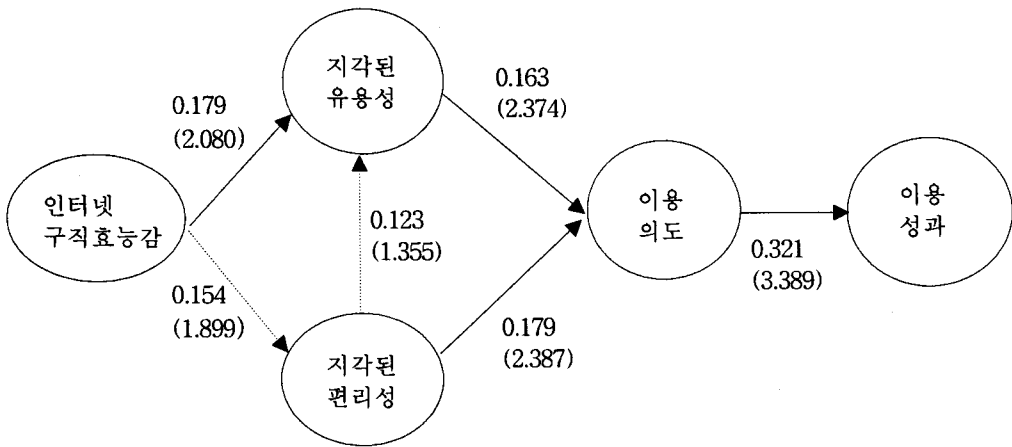 지각된
유용성
0.163
(2.374)
0.179
(2.080)
인터넷
구직효능감
0.123
(1.355)
이용
의도
이용
성과
0.321
(3.389)
0.154
(1.899)
0.179
(2.387)
지각된
편리성